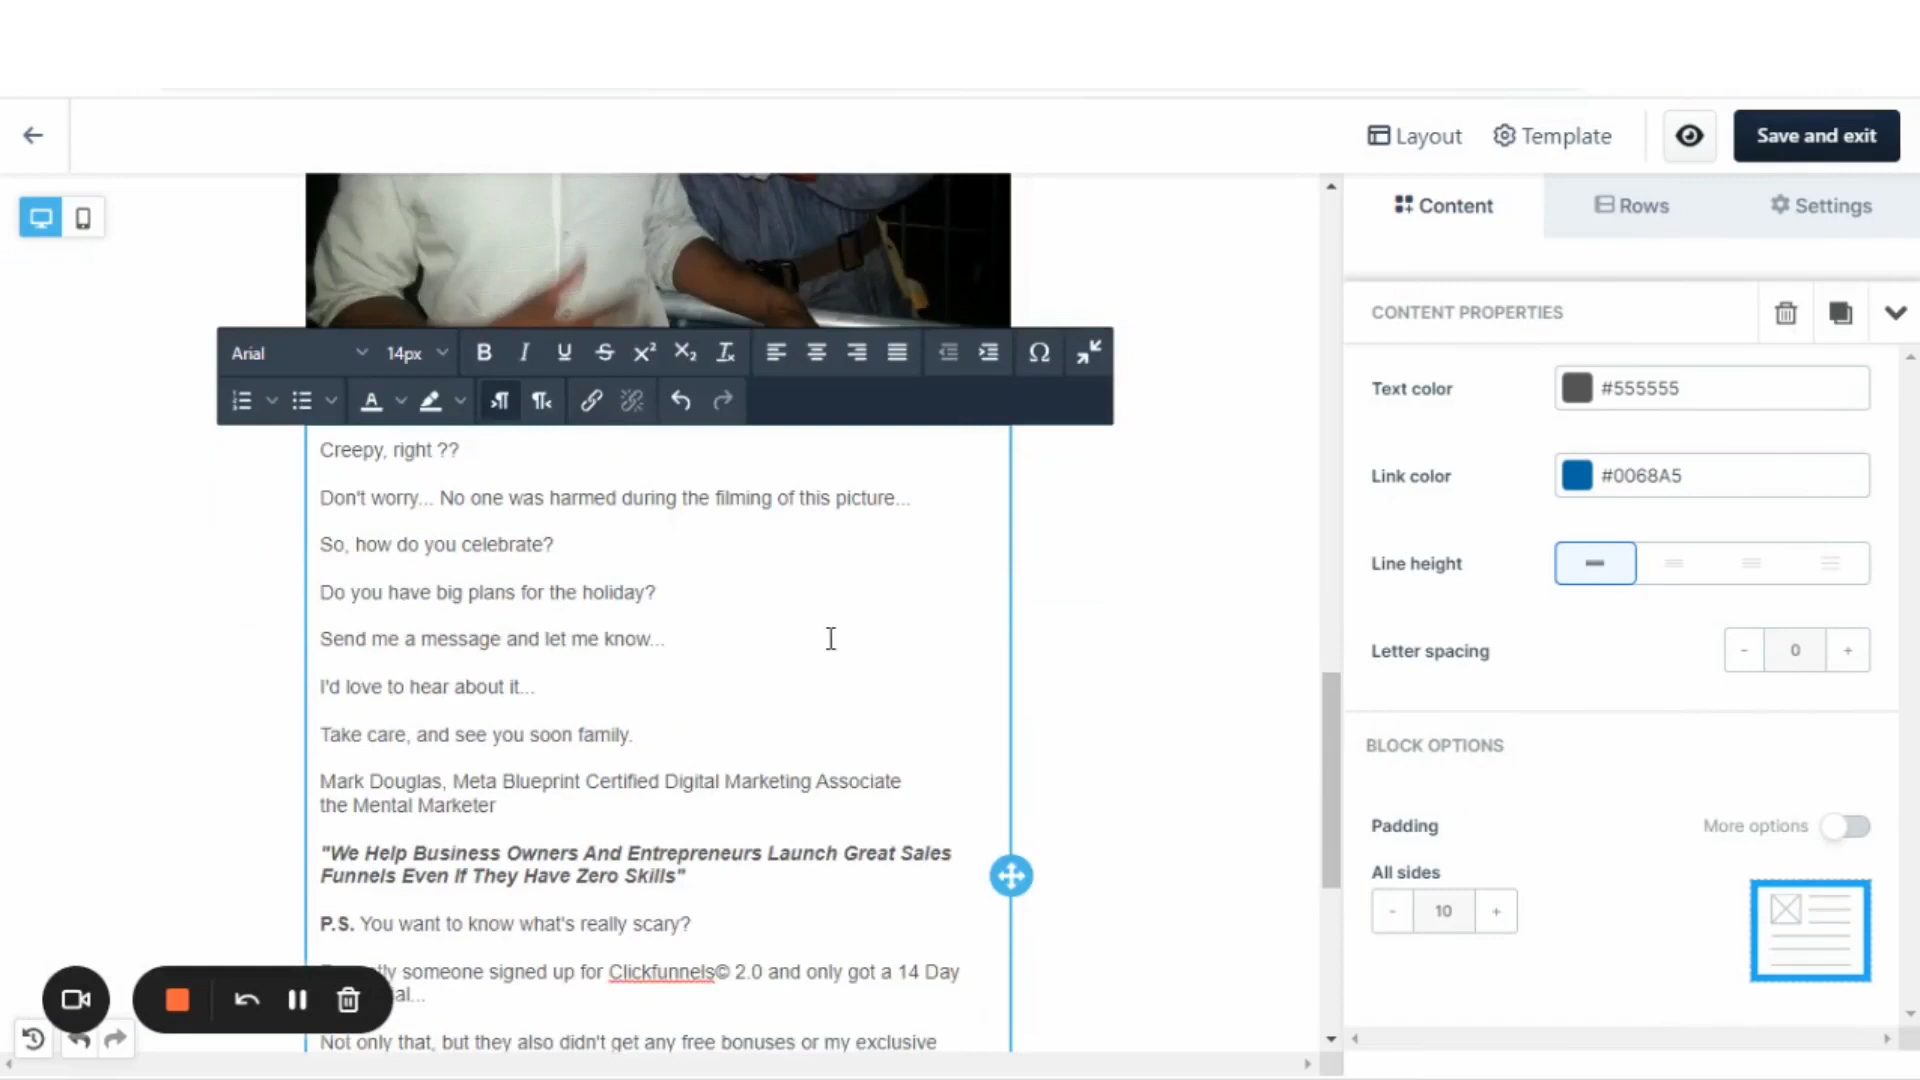 Layout
Template
Save and exit
Content
Rows
Settings
CONTENT PROPERTIES
Arial
14px
Text color
#555555
Link color
#0068A5
Line height
Letter spacing
- 0 +
BLOCK OPTIONS
Padding
More options
All sides
- 10 +
Creepy, right ??
Don't worry... No one was harmed during the filming of this picture...
So, how do you celebrate?
Do you have big plans for the holiday?
Send me a message and let me know...
I'd love to hear about it...
Take care, and see you soon family.
Mark Douglas, Meta Blueprint Certified Digital Marketing Associate
the Mental Marketer
"We Help Business Owners And Entrepreneurs Launch Great Sales
Funnels Even If They Have Zero Skills"
P.S. You want to know what's really scary?
someone signed up for Clickfunnels© 2.0 and only got a 14 Day
Not only that, but they also didn't get any free bonuses or my exclusive